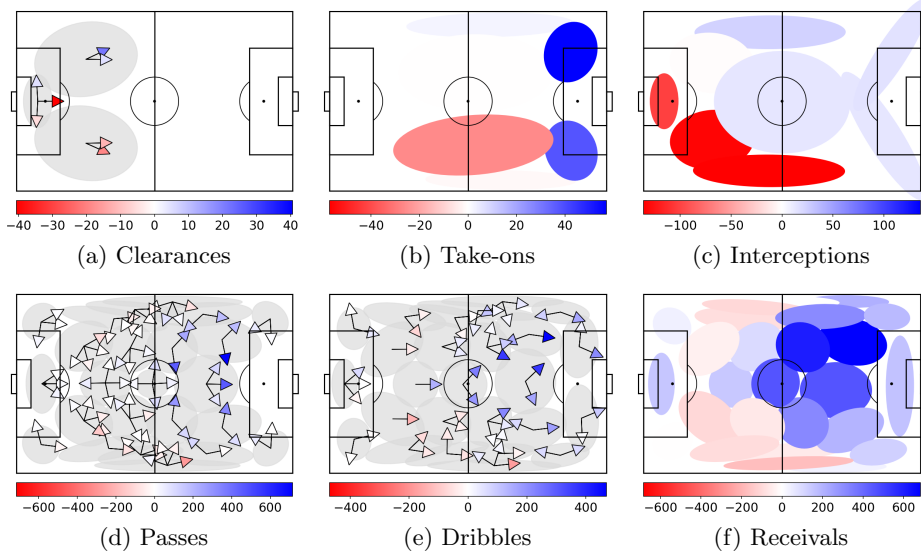 −40 −30 −20 −10 0 10 20 30 40
−40 −20 0 20 40
−100 −50 0 50 100
(a) Clearances (b) Take-ons (c) Interceptions
−600 −400 −200 0 200 400 600
−400 −200 0 200 400
−600 −400 −200 0 200 400 600
(d) Passes (e) Dribbles (f) Receivals